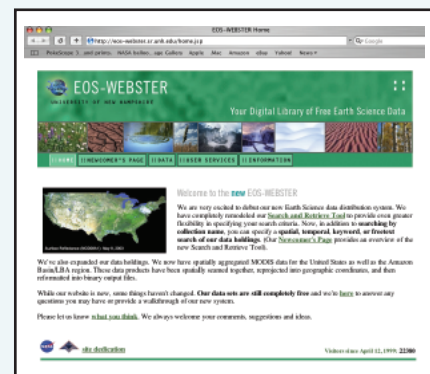 EOS-WEBSTER Home
http://eos-webster.sr.unh.edu/home.jsp
Google
Apple Mac Amazon eBay Yahoo! News
EOS-WEBSTER
UNIVERSITY OF NEW HAMPSHIRE
Your Digital Library of Free Earth Science Data
HOME NEWCOMER'S PAGE DATA USER SERVICES INFORMATION
Welcome to the new EOS-WEBSTER
We are very excited to debut our new Earth Science data distribution system. We
have completely remodeled our Search and Retrieve Tool to provide even greater
flexibility in specifying your search criteria. Now, in addition to searching by
collection name, you can specify a spatial, temporal, keyword, or freetext
search of our data holdings. (Our Newcomer's Page provides an overview of the
new Search and Retrieve Tool).
We've also expanded our data holdings. We now have spatially aggregated MODIS data for the United States as well as the Amazon
Basin/LBA region. These data products have been spatially seamed together, reprojected into geographic coordinates, and then
reformatted into binary output files.
While our website is new, some things haven't changed. Our data sets are still completely free and we're here to answer any
questions you may have or provide a walkthrough of our new system.
Please let us know what you think. We always welcome your comments, suggestions and ideas.
site dedication
Visitors since April 12, 1999: 22380